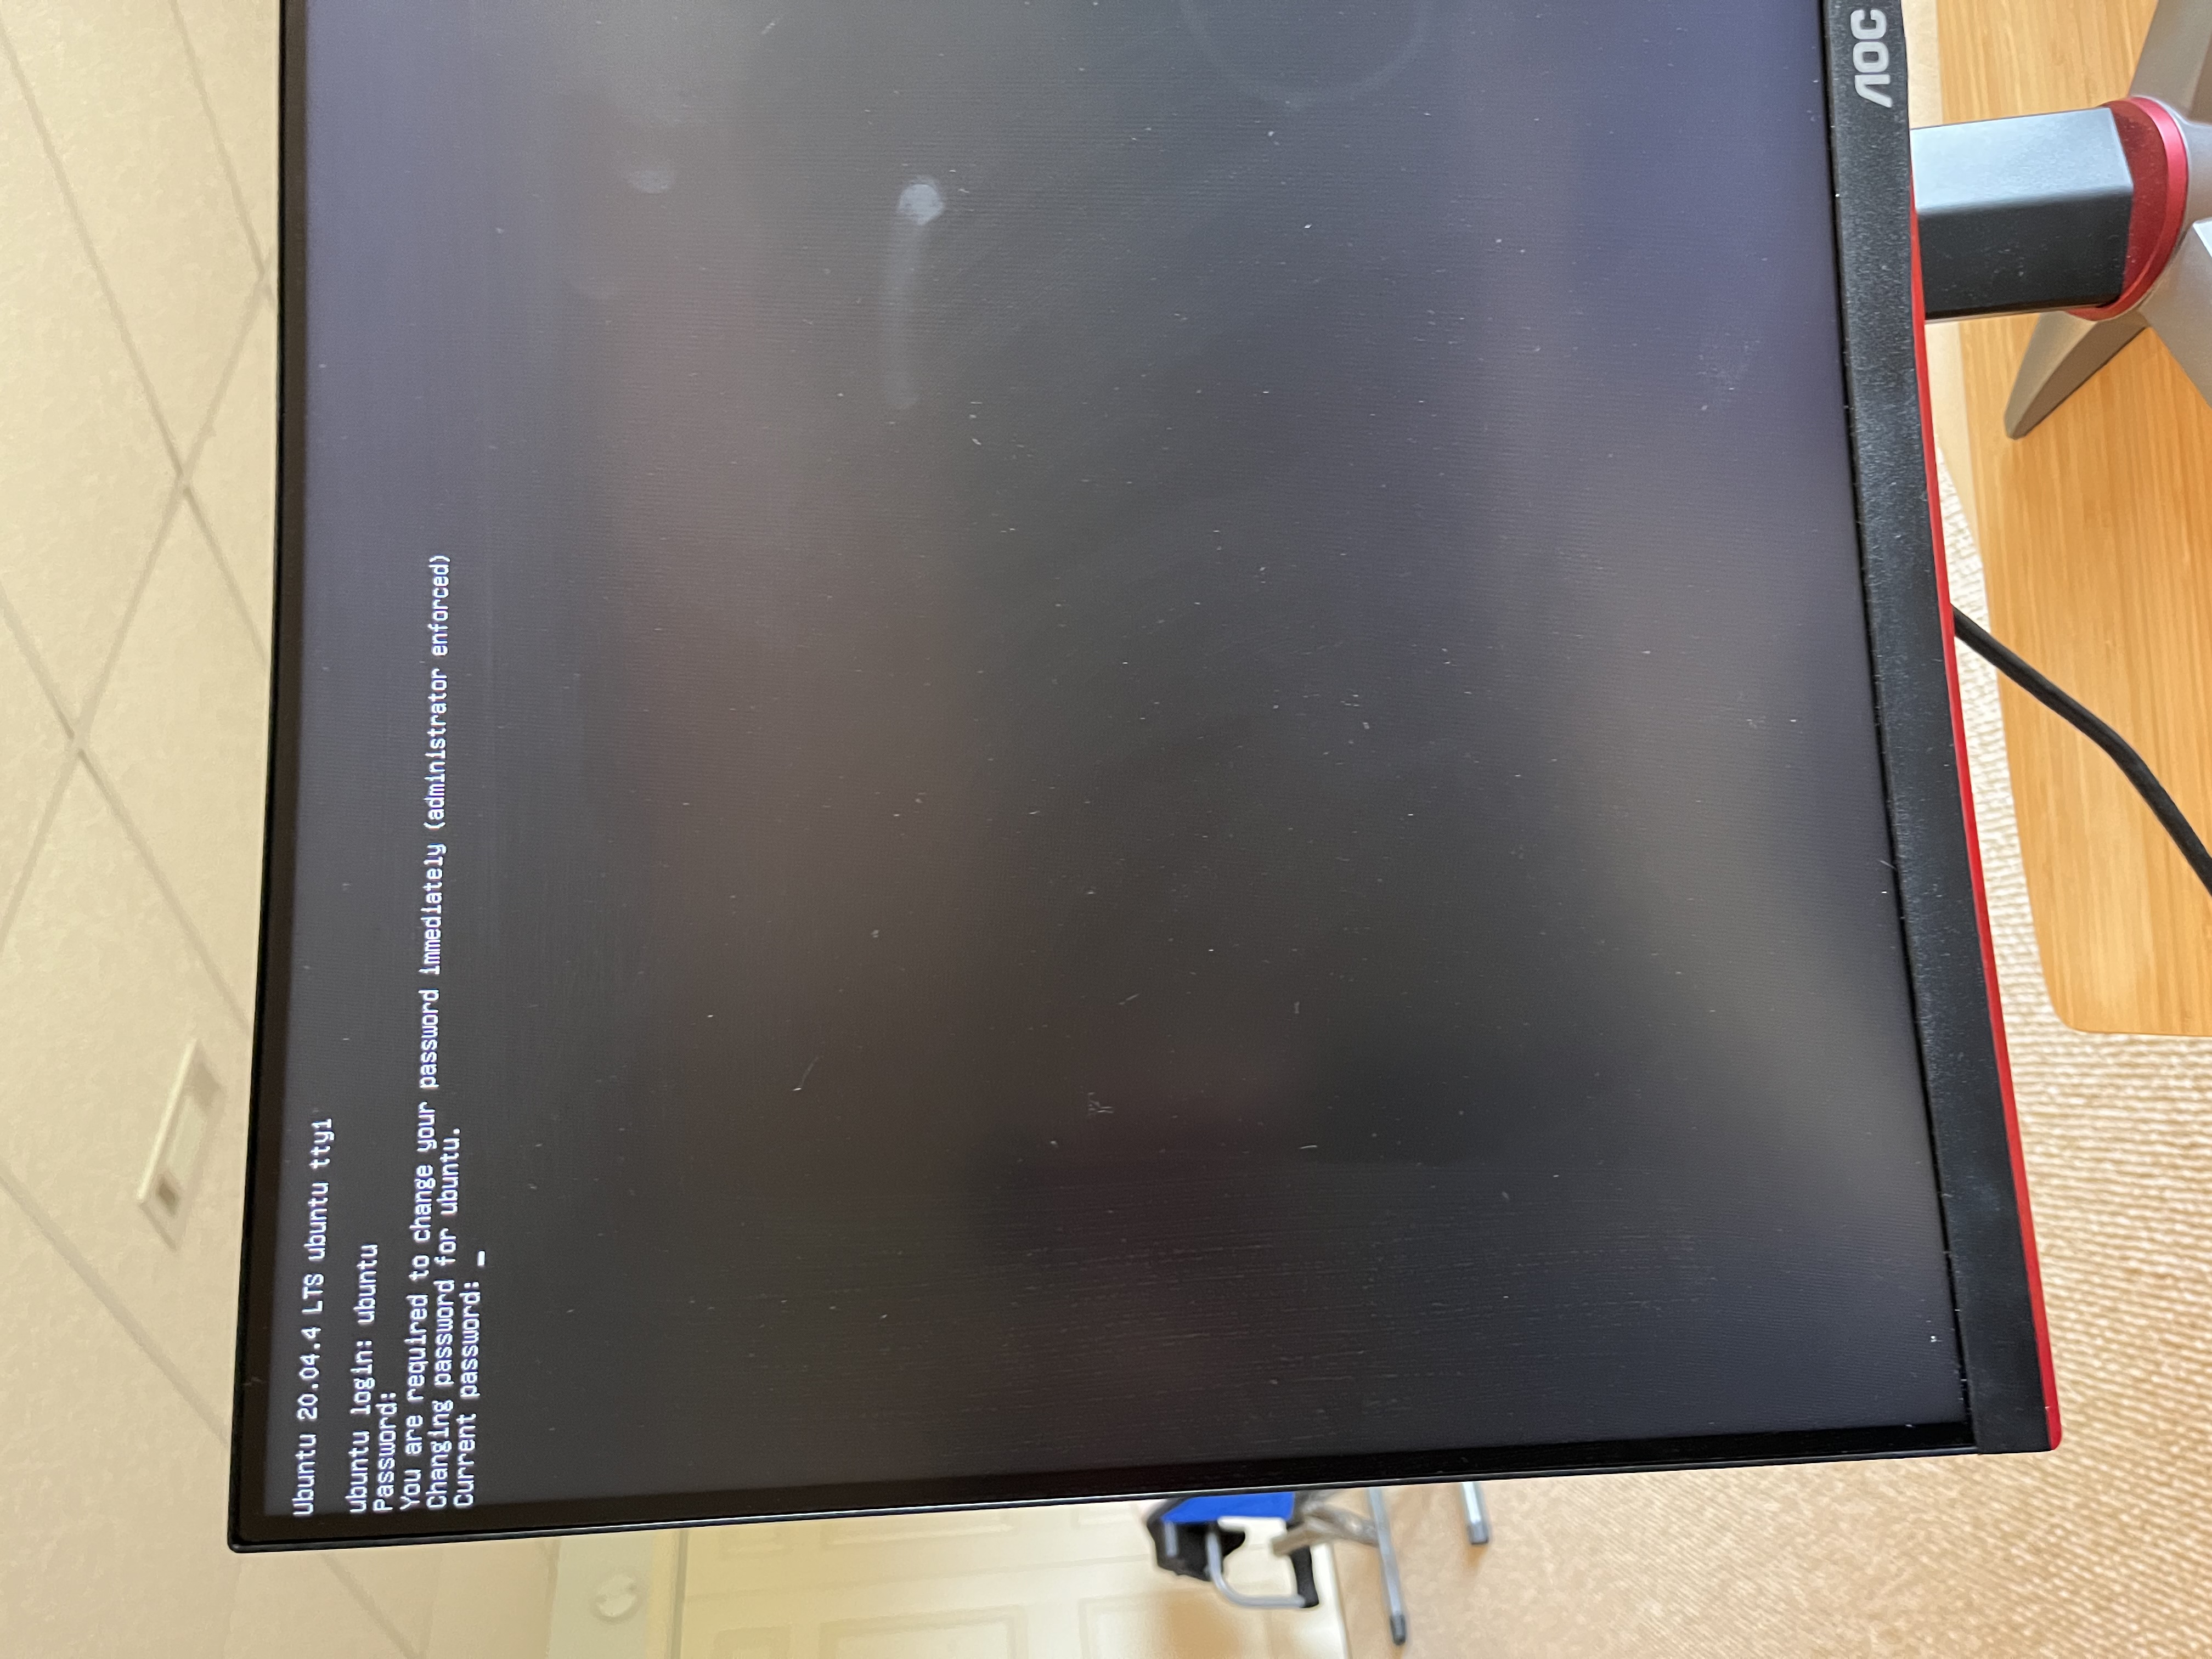 Ubuntu 20.04.4 LTS ubuntu tty1
ubuntu login: ubuntu
Password:
You are required to change your password immediately (administrator enforced)
Changing password for ubuntu.
Current password: _
AOC